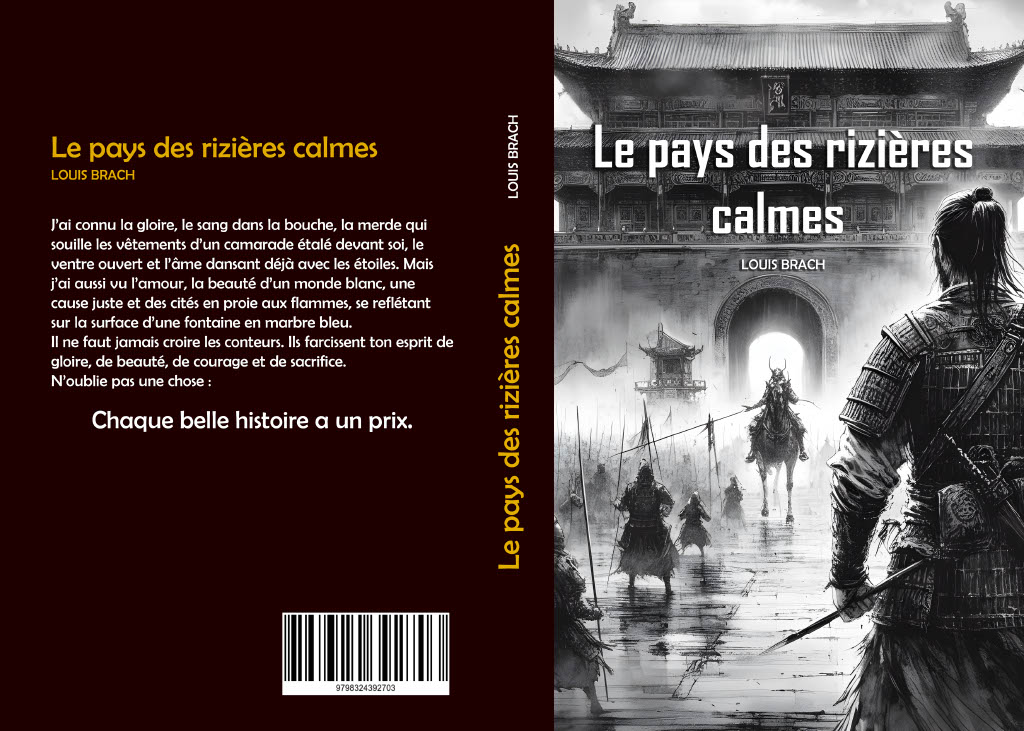 Le pays des rizières calmes
LOUIS BRACH
J'ai connu la gloire, le sang dans la bouche, la merde qui
souille les vêtements d'un camarade étalé devant soi, le
ventre ouvert et l'âme dansant déjà avec les étoiles. Mais
j'ai aussi vu l'amour, la beauté d'un monde blanc, une
cause juste et des cités en proie aux flammes, se reflétant
sur la surface d'une fontaine en marbre bleu.
Il ne faut jamais croire les conteurs. Ils farcissent ton esprit de
gloire, de beauté, de courage et de sacrifice.
N'oublie pas une chose :
Chaque belle histoire a un prix.
9798324392703
LOUIS BRACH
Le pays des rizières calmes
Le pays des rizières
calmes
LOUIS BRACH